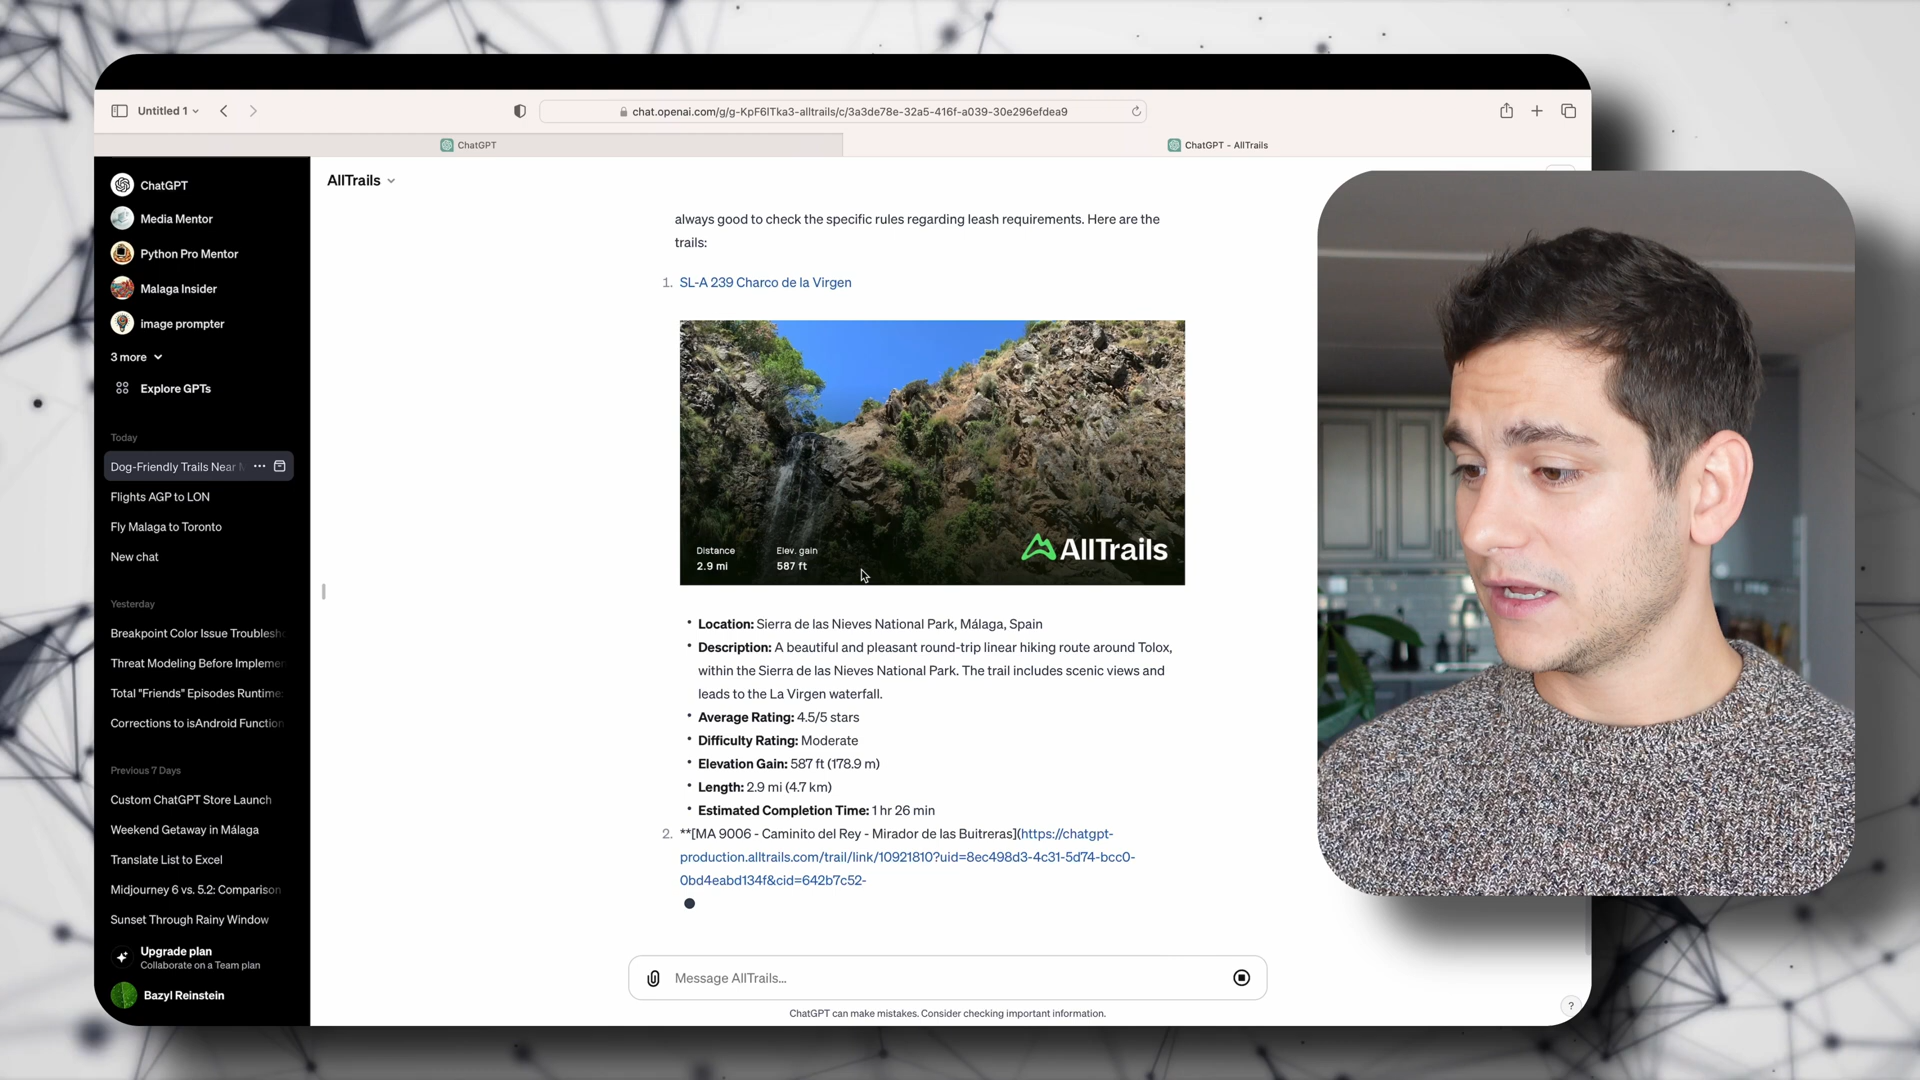 Untitled 1
chat.openai.com/g/g-KpF6lTka3-alltrails/c/3a3de78e-32a5-416f-a039-30e296efdea9
ChatGPT
ChatGPT - AllTrails
ChatGPT
Media Mentor
Python Pro Mentor
Malaga Insider
image prompter
3 more
Explore GPTs
Today
Dog-Friendly Trails Near
Flights AGP to LON
Fly Malaga to Toronto
New chat
Yesterday
Breakpoint Color Issue Troublesh
Threat Modeling Before Implemen
Total "Friends" Episodes Runtime:
Corrections to isAndroid Function
Previous 7 Days
Custom ChatGPT Store Launch
Weekend Getaway in Málaga
Translate List to Excel
Midjourney 6 vs. 5.2: Comparison
Sunset Through Rainy Window
Upgrade plan
Collaborate on a Team plan
Bazyl Reinstein
AllTrails
always good to check the specific rules regarding leash requirements. Here are the
trails:
1. SL-A 239 Charco de la Virgen
Distance
2.9 mi
Elev. gain
587 ft
AllTrails
• Location: Sierra de las Nieves National Park, Málaga, Spain
• Description: A beautiful and pleasant round-trip linear hiking route around Tolox,
within the Sierra de las Nieves National Park. The trail includes scenic views and
leads to the La Virgen waterfall.
• Average Rating: 4.5/5 stars
• Difficulty Rating: Moderate
• Elevation Gain: 587 ft (178.9 m)
• Length: 2.9 mi (4.7 km)
• Estimated Completion Time: 1 hr 26 min
2. **[MA 9006 - Caminito del Rey - Mirador de las Buitreras](https://chatgpt-
production.alltrails.com/trail/link/10921810?uid=8ec498d3-4c31-5d74-bcc0-
0bd4eabd134f&cid=642b7c52-
Message AllTrails...
ChatGPT can make mistakes. Consider checking important information.
?